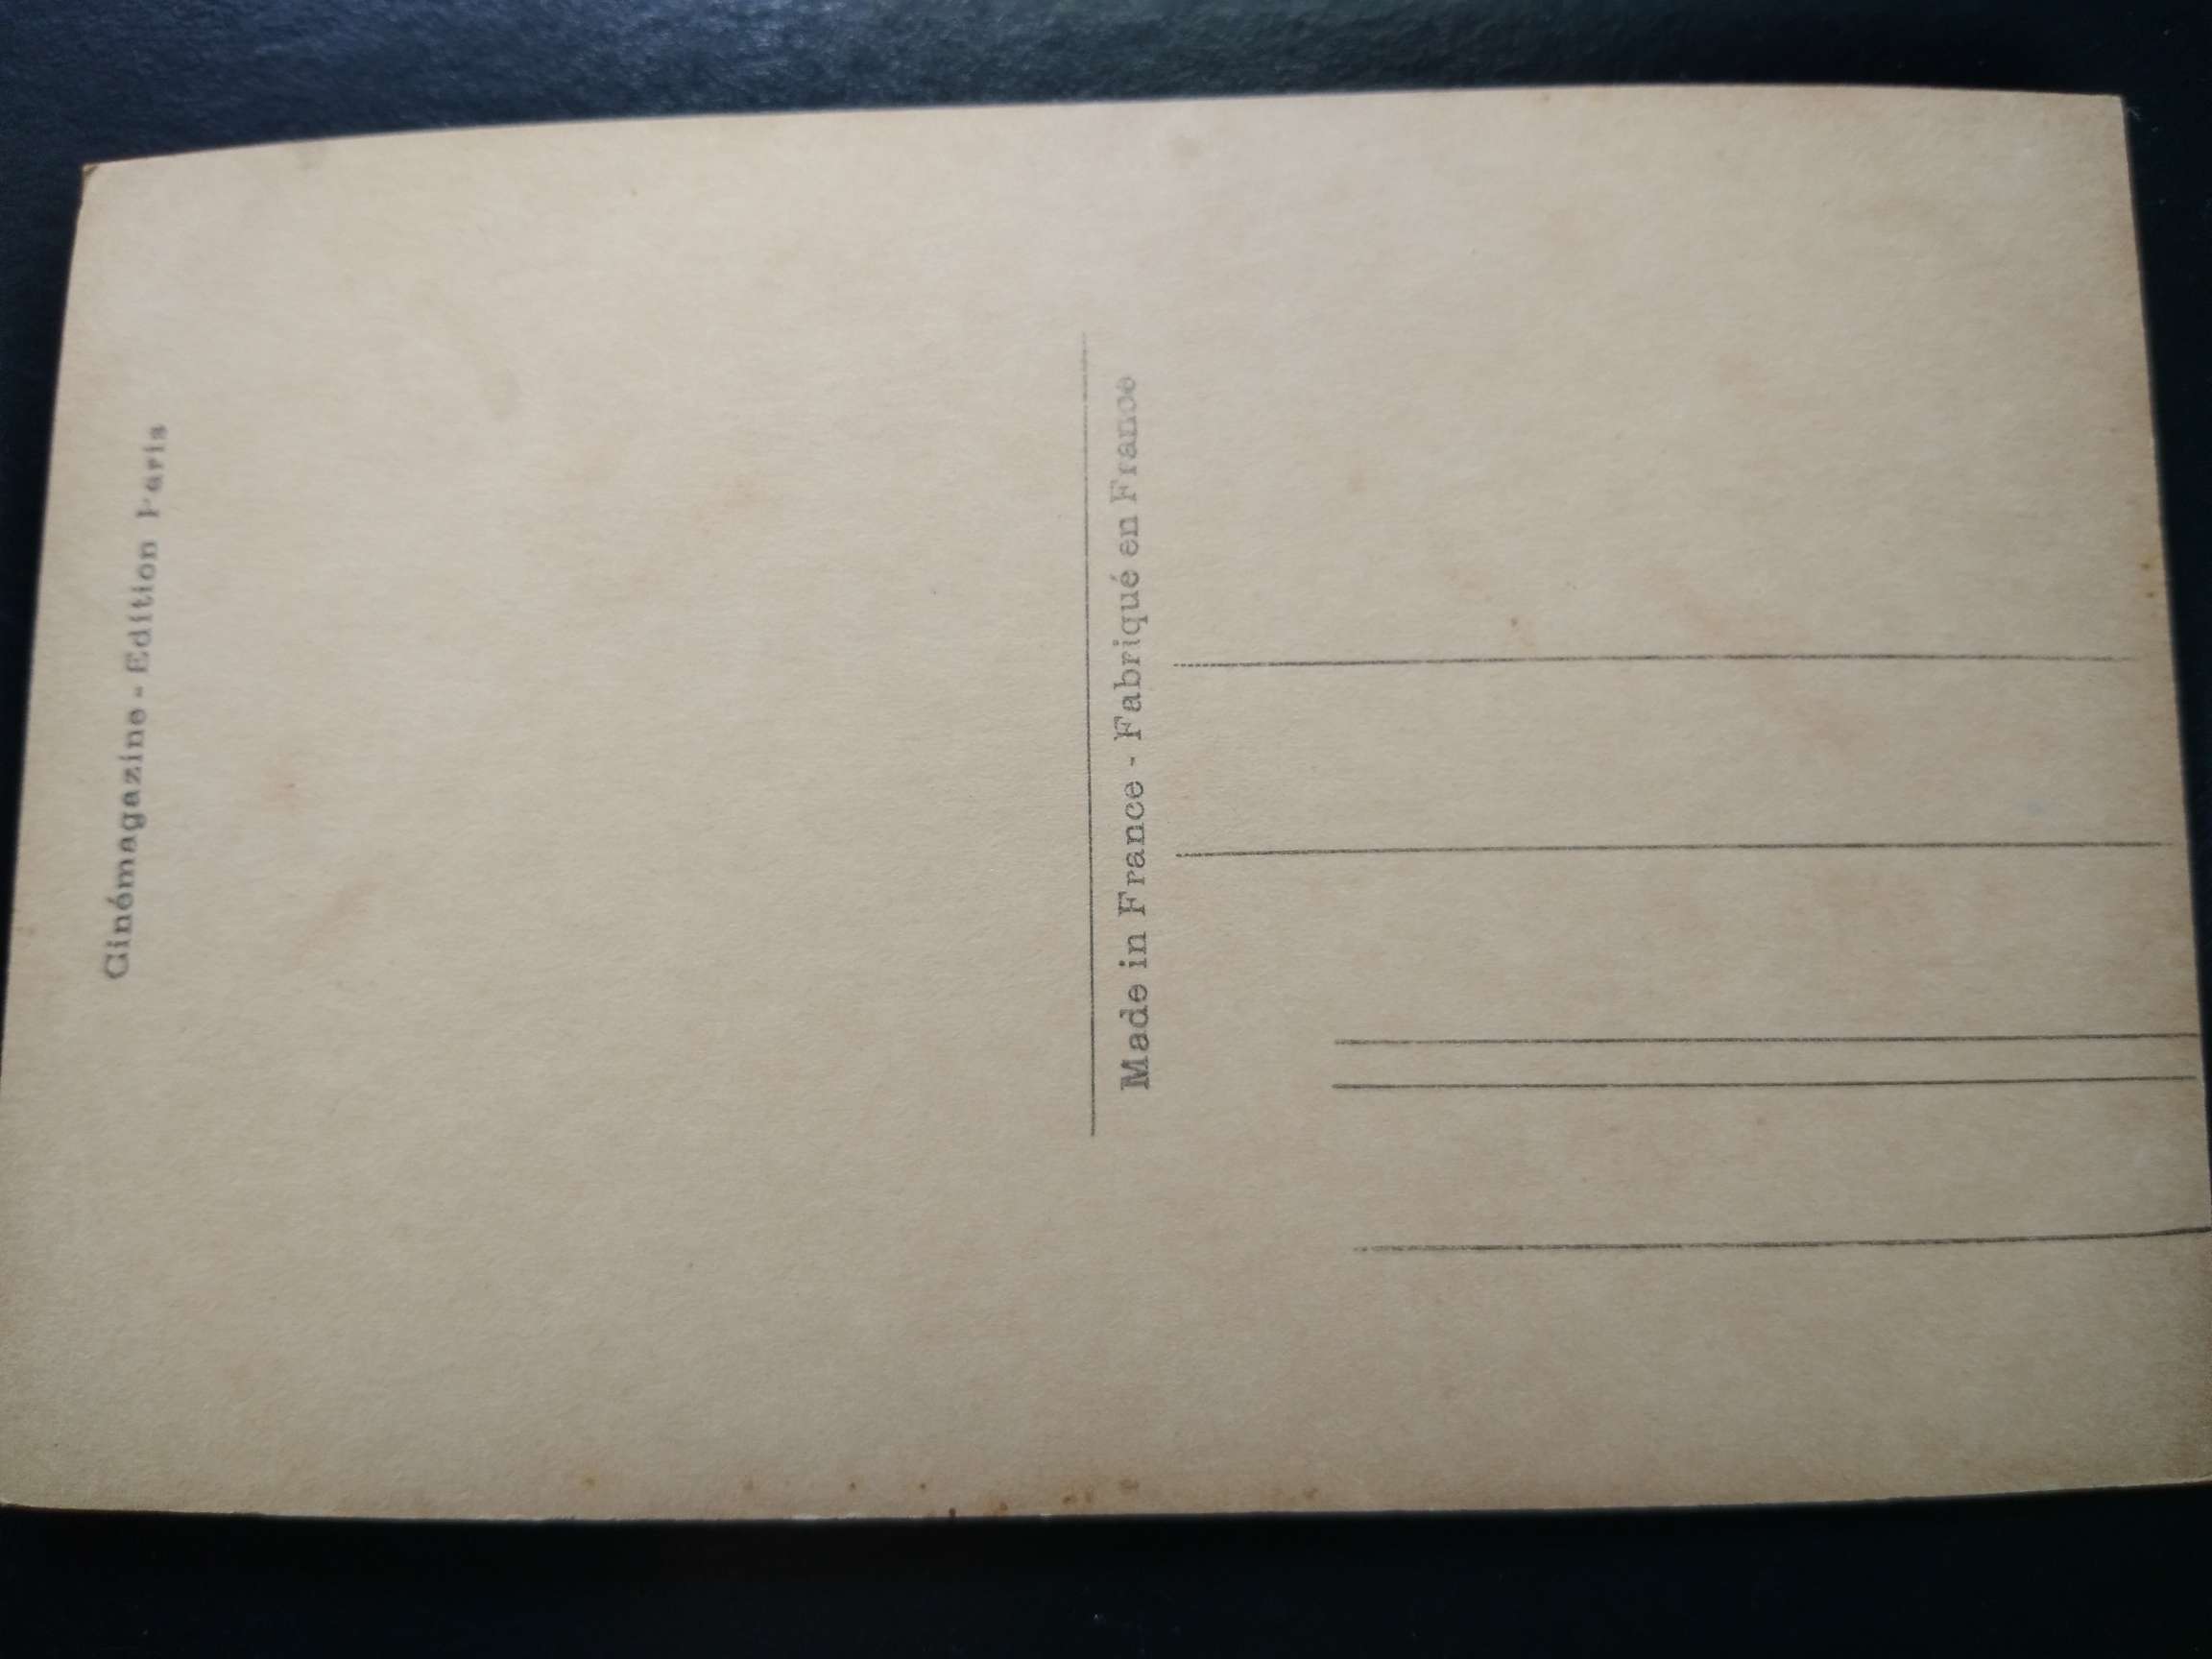 Cinémagazine - Edition Paris
Made in France - Fabriqué en France